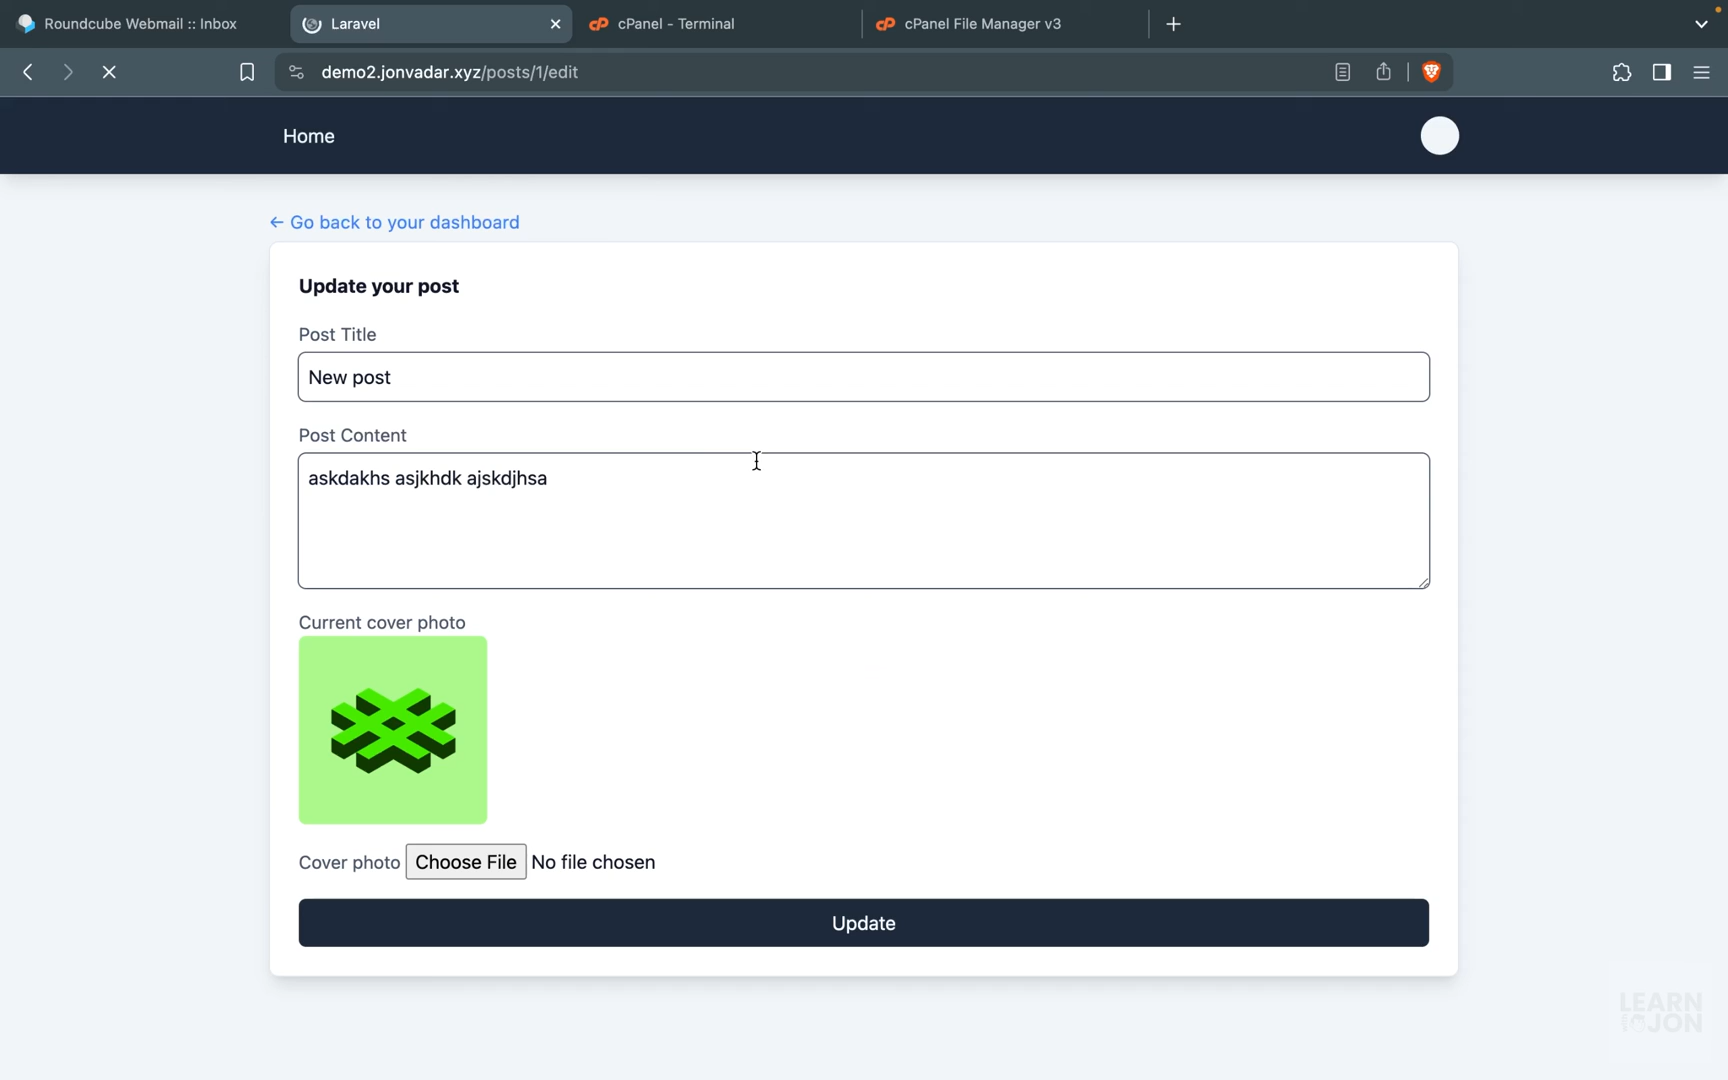 Roundcube Webmail :: Inbox
Laravel
cPanel - Terminal
cPanel File Manager v3
demo2.jonvadar.xyz/posts/1/edit
Home
← Go back to your dashboard
Update your post
Post Title
New post
Post Content
askdakhs asjkhdk ajskdjhsa
Current cover photo
Cover photo Choose File No file chosen
Update
LEARN
JON